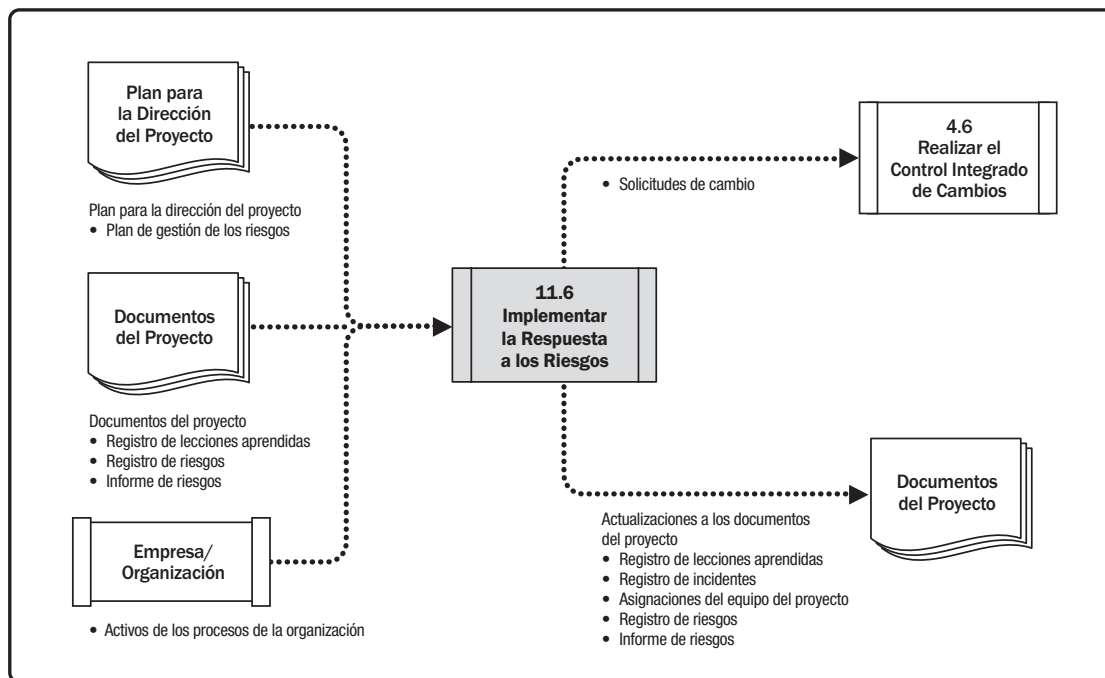 Plan para
la Dirección
del Proyecto
Plan para la dirección del proyecto
• Plan de gestión de los riesgos
Documentos
del Proyecto
Documentos del proyecto
• Registro de lecciones aprendidas
• Registro de riesgos
• Informe de riesgos
Empresa/
Organización
• Activos de los procesos de la organización
11.6
Implementar
la Respuesta
a los Riesgos
• Solicitudes de cambio
4.6
Realizar el
Control Integrado
de Cambios
Documentos
del Proyecto
Actualizaciones a los documentos
del proyecto
• Registro de lecciones aprendidas
• Registro de incidentes
• Asignaciones del equipo del proyecto
• Registro de riesgos
• Informe de riesgos